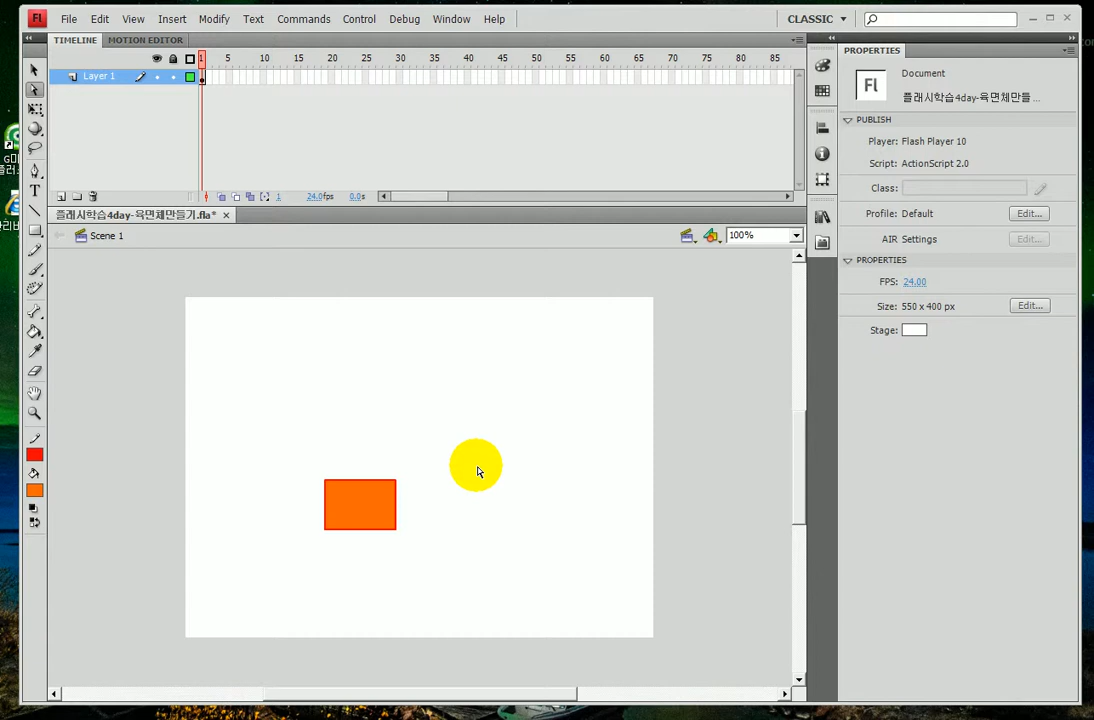 Fl File Edit View Insert Modify Text Commands Control Debug Window Help CLASSIC
TIMELINE MOTION EDITOR
1 5 10 15 20 25 30 35 40 45 50 55 60 65 70 75 80 85
Layer 1
1 24.0fps 0.0s
플래시학습4day-육면체만들기.fla*
Scene 1 100%
PROPERTIES
Fl
Document
플래시학습4day-육면체만들 ...
PUBLISH
Player: Flash Player 10
Script: ActionScript 2.0
Class:
Profile: Default Edit...
AIR Settings Edit...
PROPERTIES
FPS: 24.00
Size: 550 x 400 px Edit...
Stage:
T